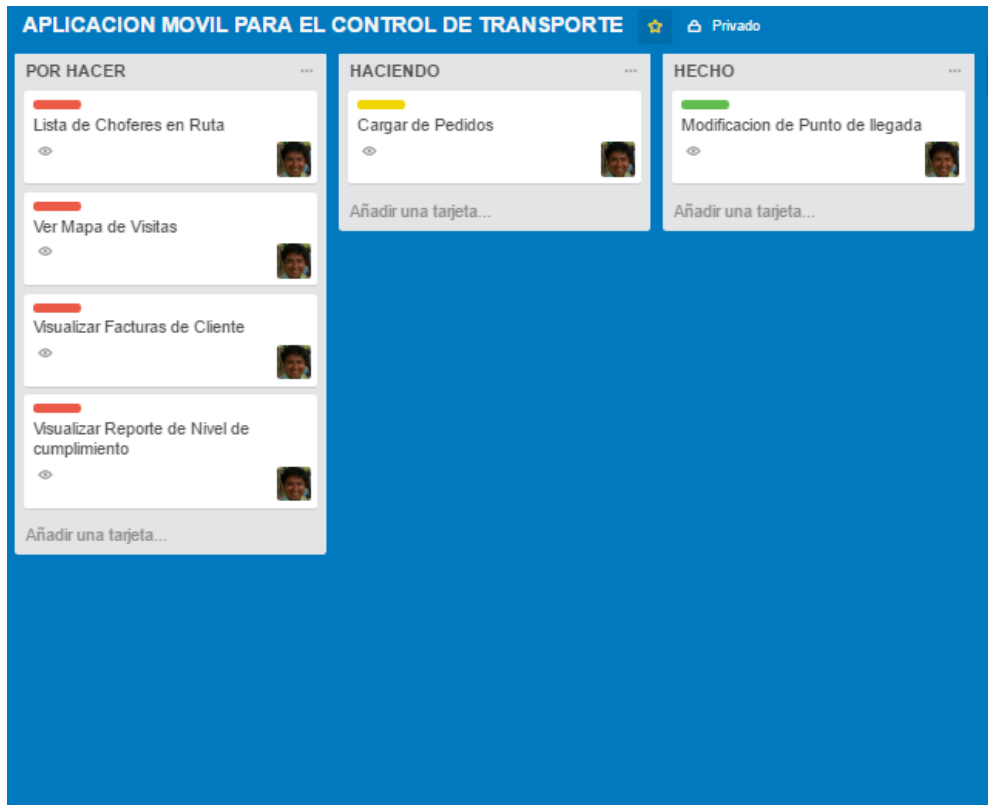 APLICACION MOVIL PARA EL CONTROL DE TRANSPORTE
Privado
POR HACER
Lista de Choferes en Ruta
Ver Mapa de Visitas
Visualizar Facturas de Cliente
Visualizar Reporte de Nivel de
cumplimiento
Añadir una tarjeta...
HACIENDO
Cargar de Pedidos
Añadir una tarjeta...
HECHO
Modificacion de Punto de llegada
Añadir una tarjeta...